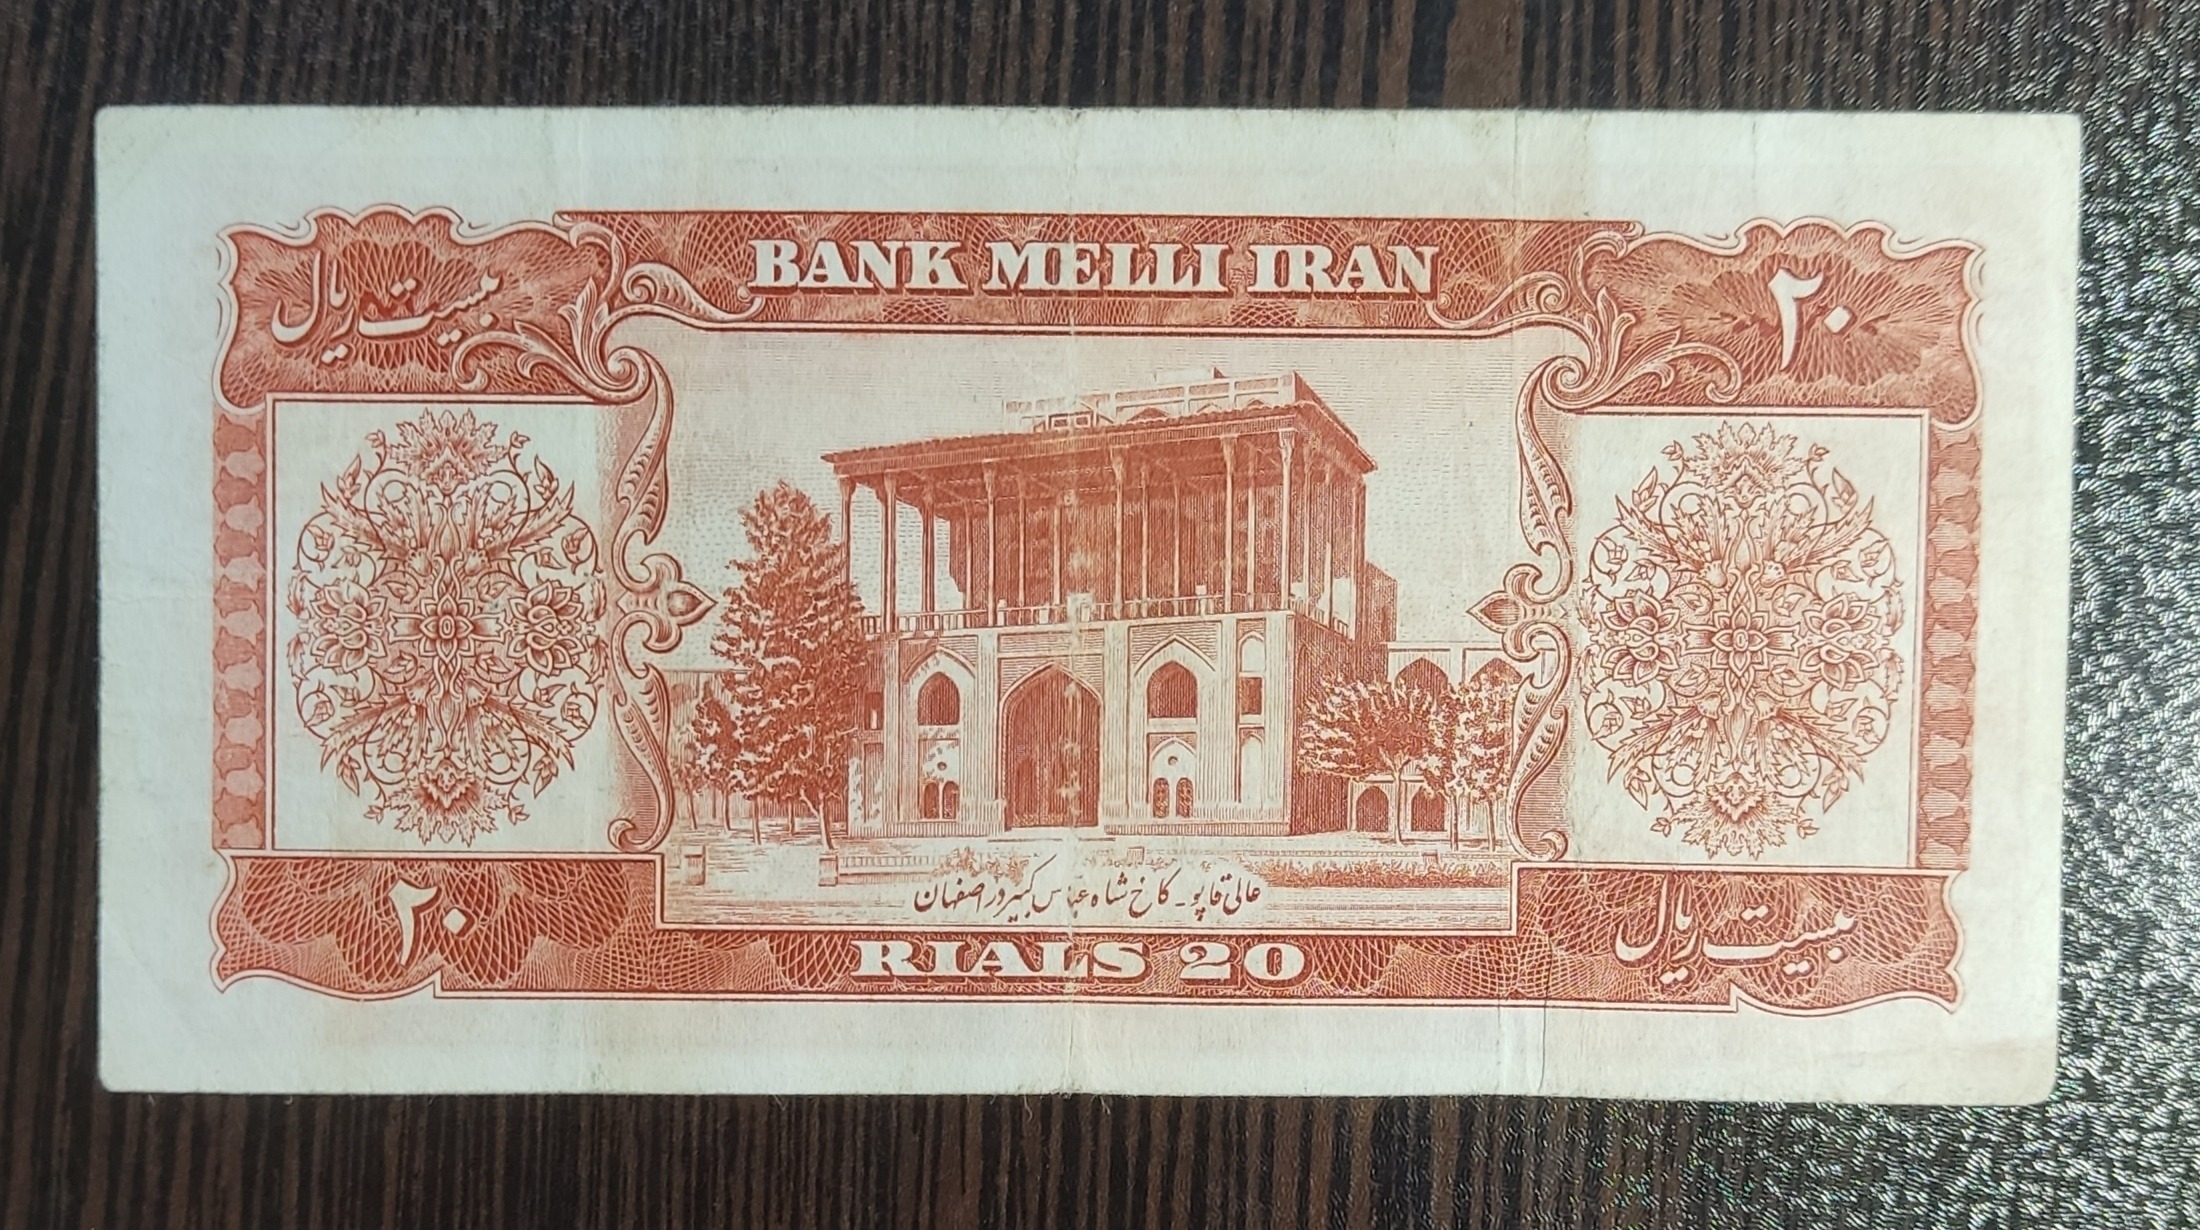 BANK MELLI IRAN
بیست ریال
۲۰
عالی قاپو - کاخ شاه عباس کبیر در اصفهان
۲۰
RIALS 20
بیست ریال